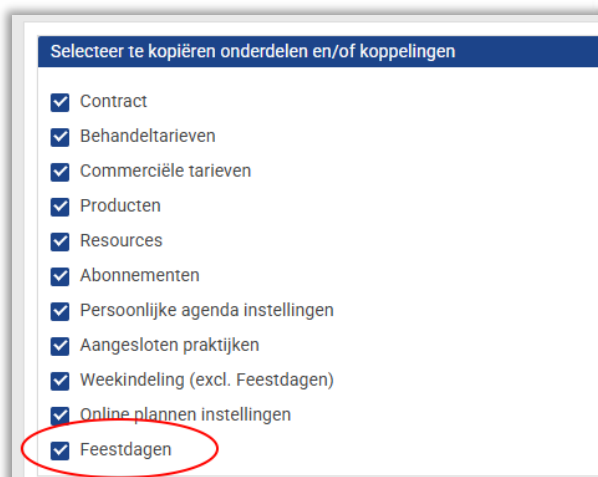 Selecteer te kopiëren onderdelen en/of koppelingen
Contract
Behandeltarieven
Commerciële tarieven
Producten
Resources
Abonnementen
Persoonlijke agenda instellingen
Aangesloten praktijken
Weekindeling (excl. Feestdagen)
Online plannen instellingen
Feestdagen